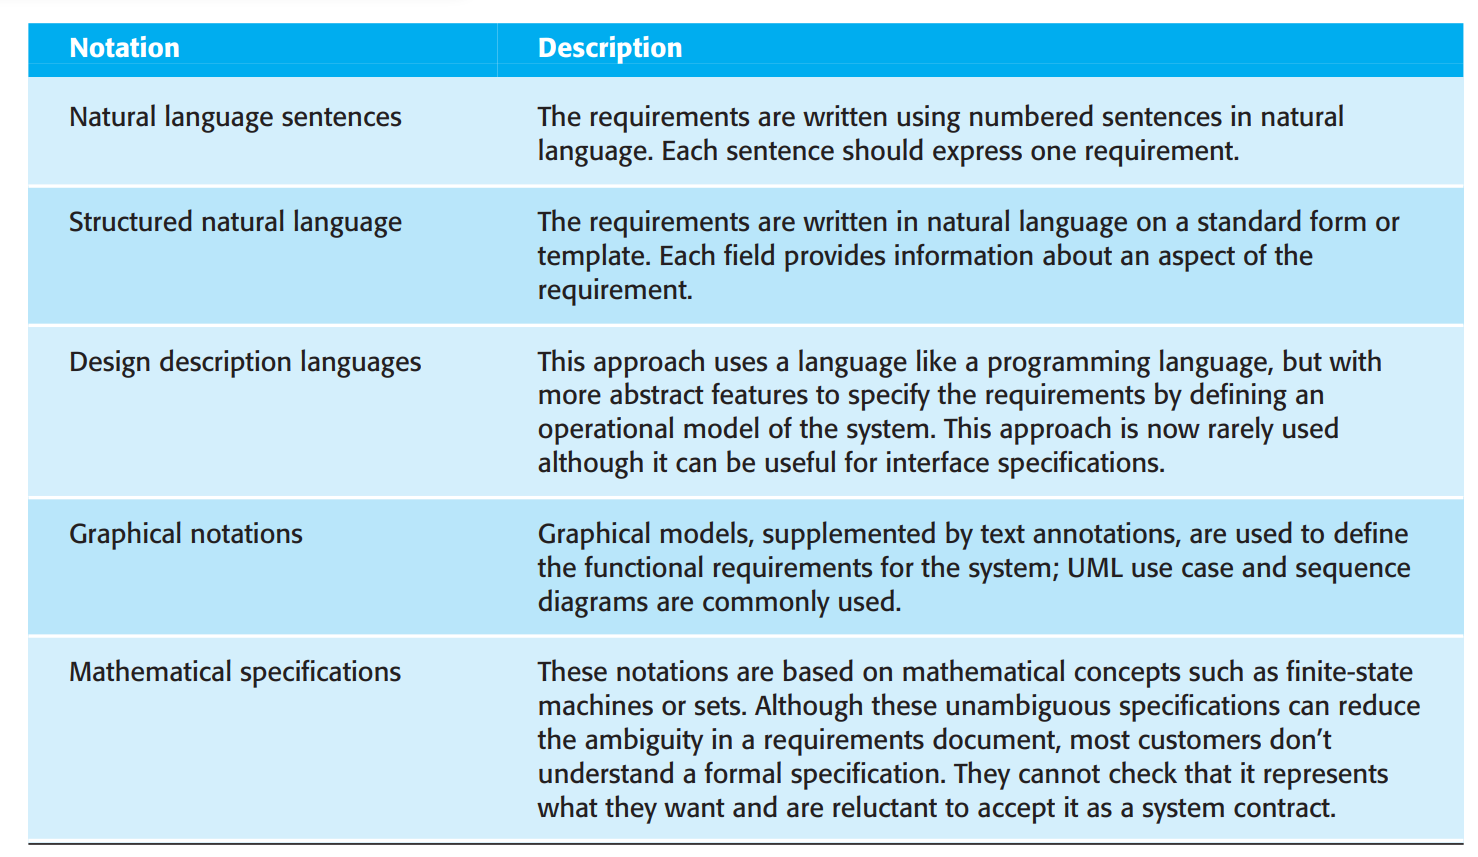 Notation
Description
Natural language sentences
The requirements are written using numbered sentences in natural
language. Each sentence should express one requirement.
Structured natural language
The requirements are written in natural language on a standard form or
template. Each field provides information about an aspect of the
requirement.
Design description languages
This approach uses a language like a programming language, but with
more abstract features to specify the requirements by defining an
operational model of the system. This approach is now rarely used
although it can be useful for interface specifications.
Graphical notations
Graphical models, supplemented by text annotations, are used to define
the functional requirements for the system; UML use case and sequence
diagrams are commonly used.
Mathematical specifications
These notations are based on mathematical concepts such as finite-state
machines or sets. Although these unambiguous specifications can reduce
the ambiguity in a requirements document, most customers don’t
understand a formal specification. They cannot check that it represents
what they want and are reluctant to accept it as a system contract.